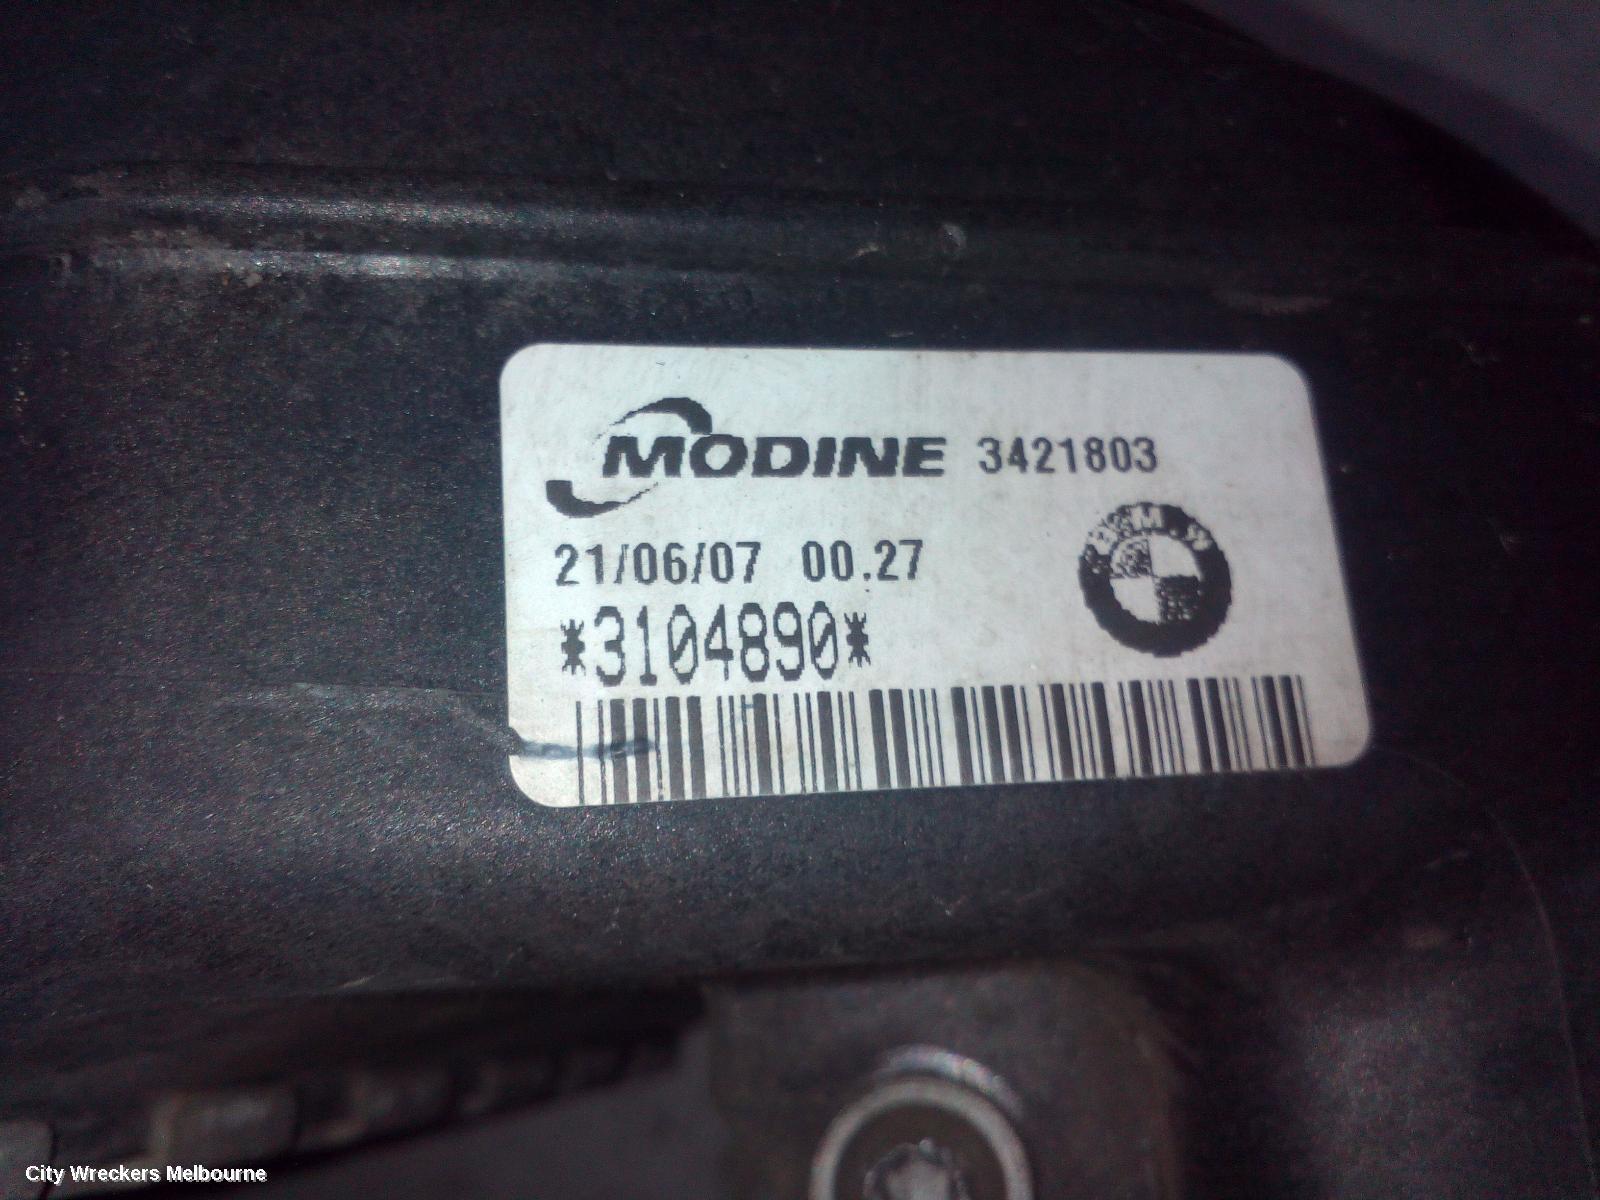 MODINE 3421803
21/06/07 00.27
B.M.W
*3104890*
City Wreckers Melbourne